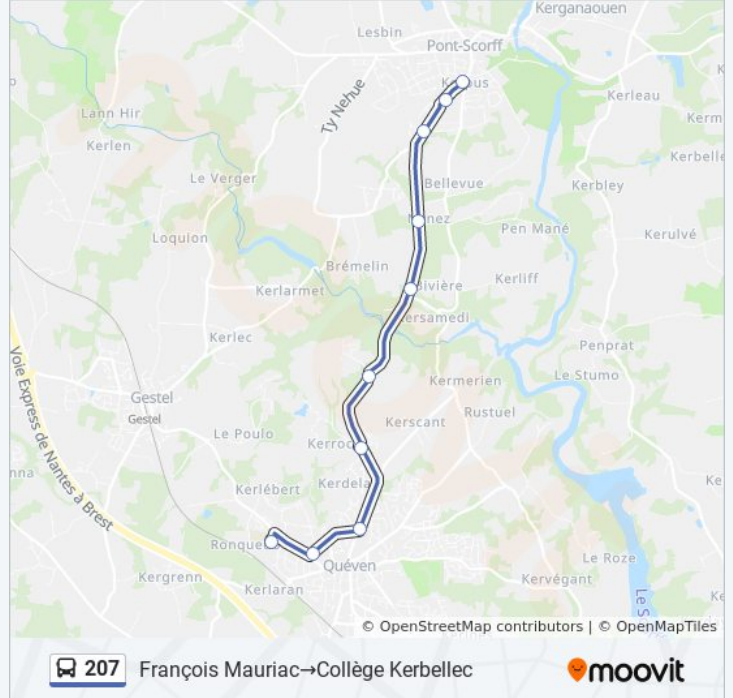 Kerganaouen
Lesbin
Pont-Scorff
Ty Nehue
Kerleau
Lann Hir
Kerlen
Le Verger
Bellevue
Kerbley
Pen Mané
Kerulvé
Loquion
Brémelin
Kerliff
Kerlarmet
Kerlec
Penprat
Le Stumo
Kermerien
Voie Express de Nantes à Brest
Gestel
Gestel
Rustuel
Le Poulo
Kerscant
Kerlébert
Le Roze
Quéven
Kergrenn
Kervégant
Kerlaran
© OpenStreetMap contributors | © OpenMapTiles
207 François Mauriac→Collège Kerbellec
moovit